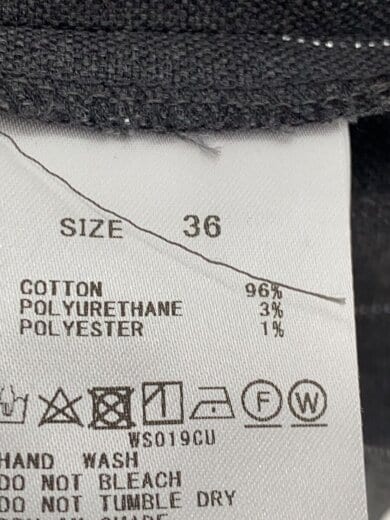 SIZE 36
COTTON 96%
POLYURETHANE 3%
POLYESTER 1%
F W
WS019CU
HAND WASH
DO NOT BLEACH
DO NOT TUMBLE DRY